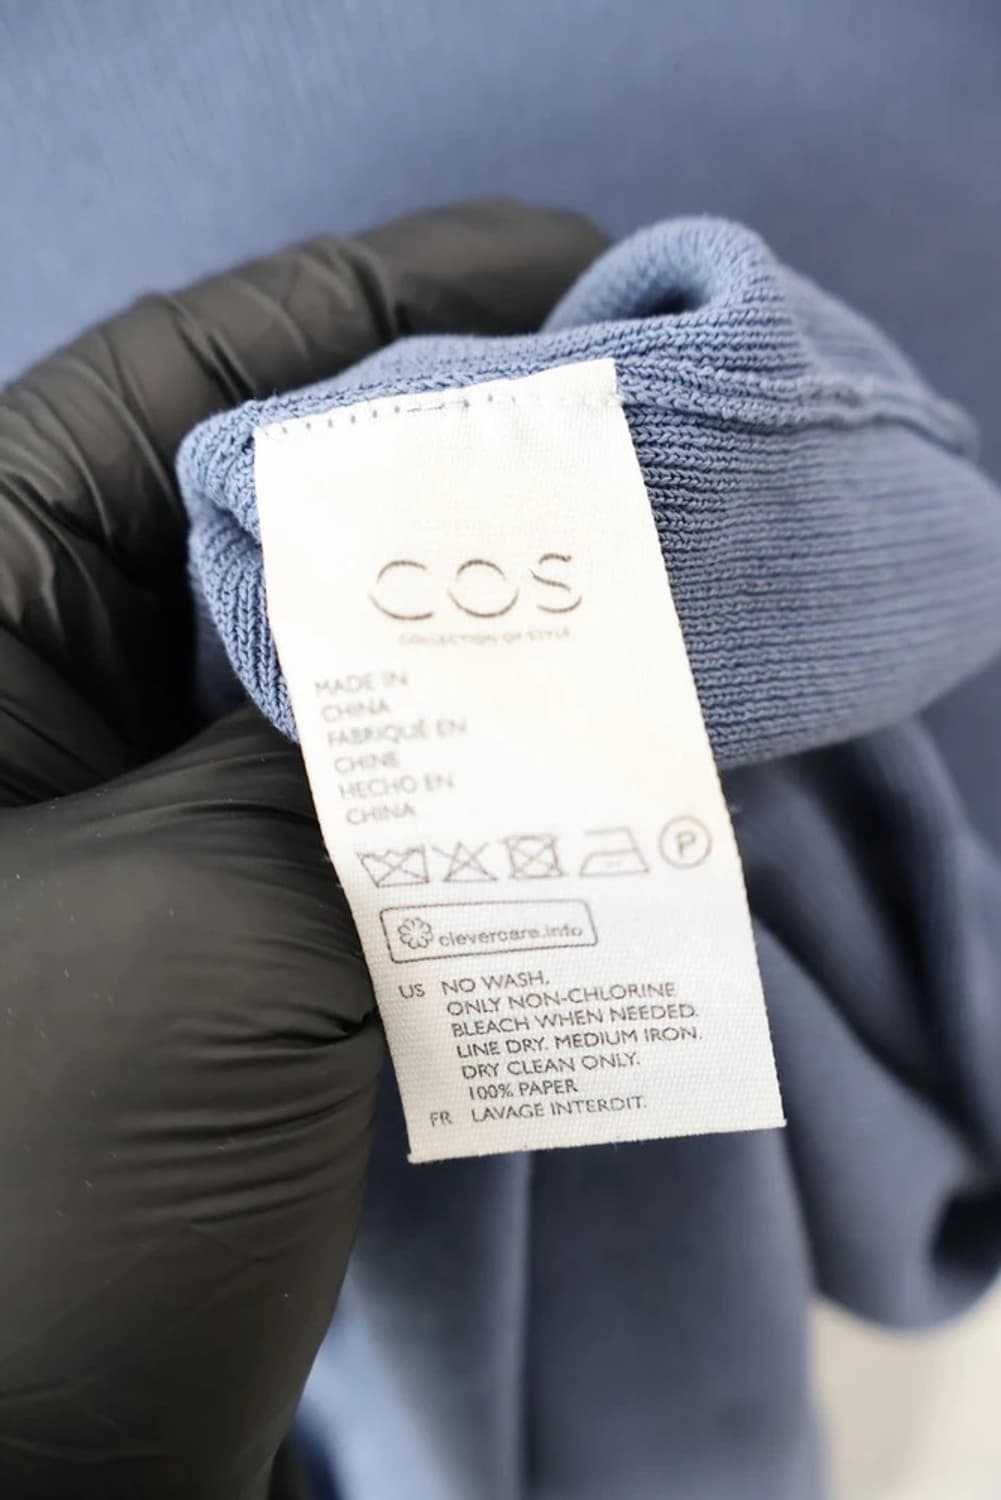 COS
COLLECTION OF STYLE
MADE IN
CHINA
FABRIQUÉ EN
CHINE
HECHO EN
CHINA
P
clevercare.info
US NO WASH.
ONLY NON-CHLORINE
BLEACH WHEN NEEDED.
LINE DRY. MEDIUM IRON.
DRY CLEAN ONLY.
100% PAPER
FR LAVAGE INTERDIT.